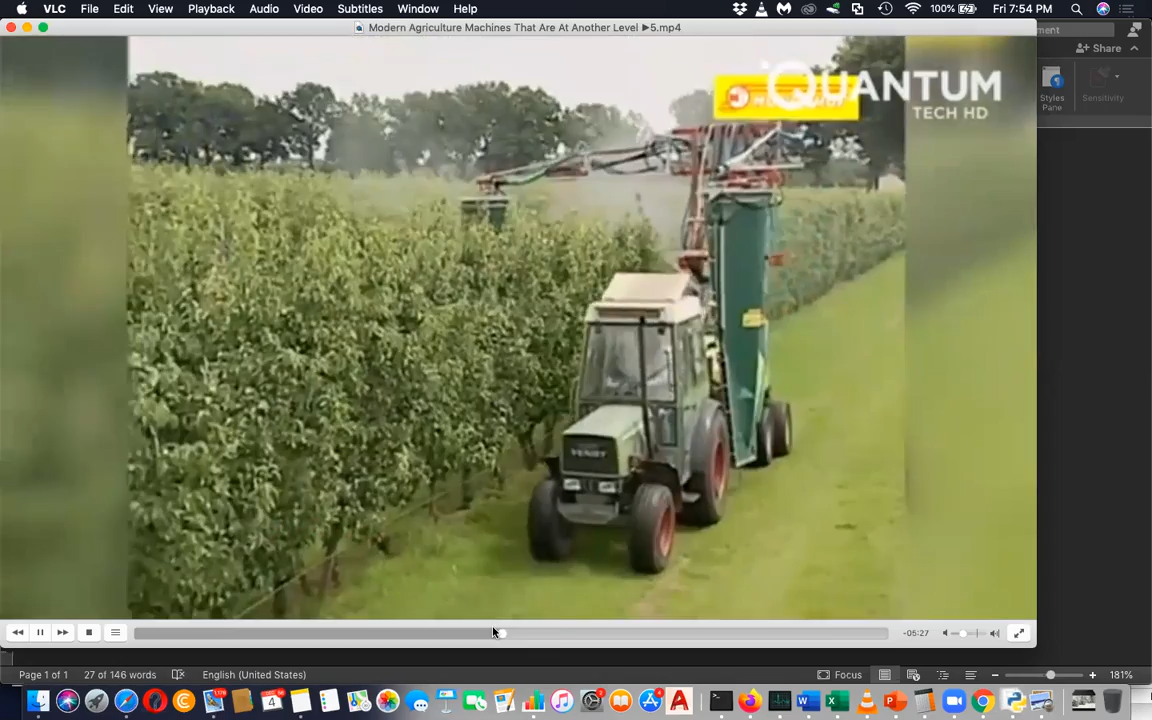 VLC File Edit View Playback Audio Video Subtitles Window Help 100% Fri 7:54 PM
Modern Agriculture Machines That Are At Another Level ▶5.mp4
Share
QUANTUM
TECH HD
Styles
Pane
Sensitivity
FENDT
-05:27
Page 1 of 1 27 of 146 words English (United States) Focus 181%